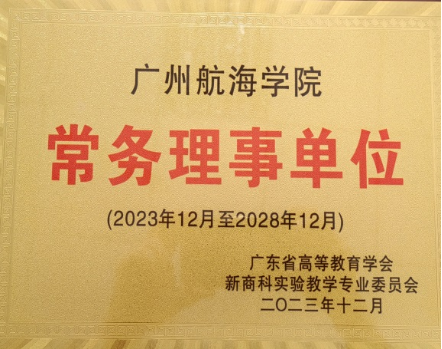 广州航海学院
常务理事单位
(2023年12月至2028年12月)
广东省高等教育学会
新商科实验教学专业委员会
二〇二三年十二月